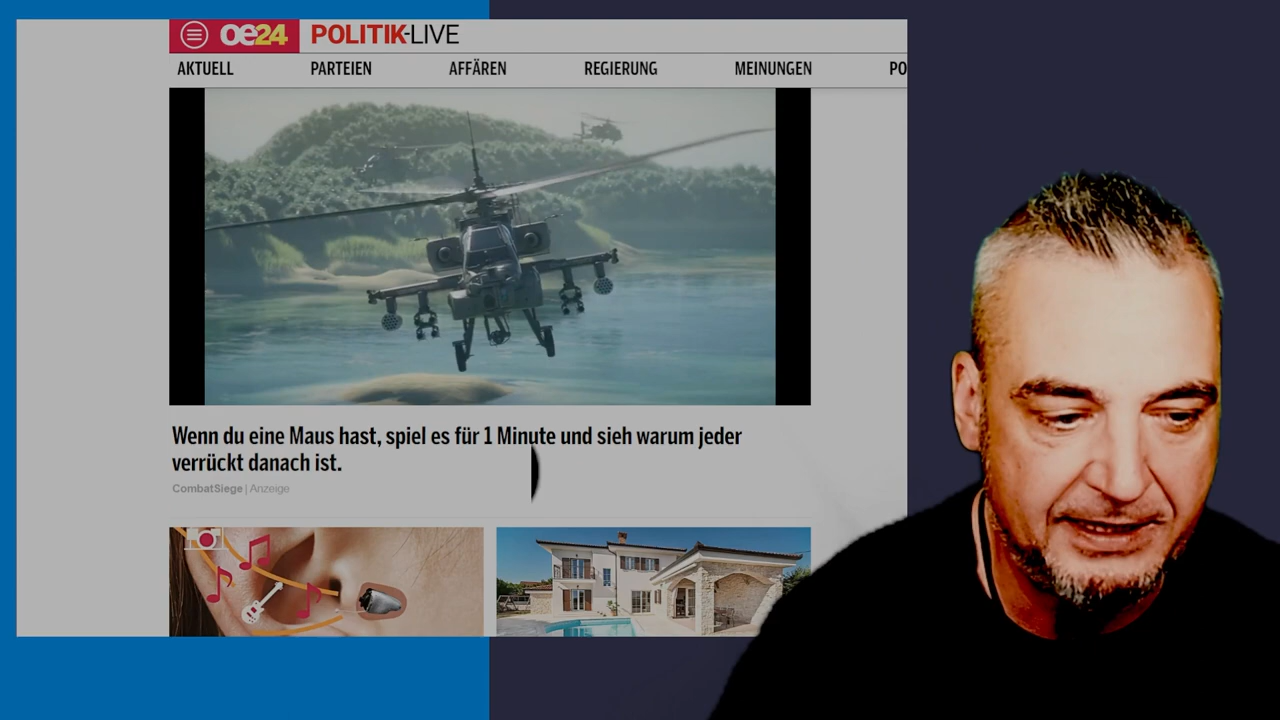 oe24 POLITIK-LIVE
AKTUELL PARTEIEN AFFÄREN REGIERUNG MEINUNGEN PO
Wenn du eine Maus hast, spiel es für 1 Minute und sieh warum jeder
verrückt danach ist.
CombatSiege | Anzeige